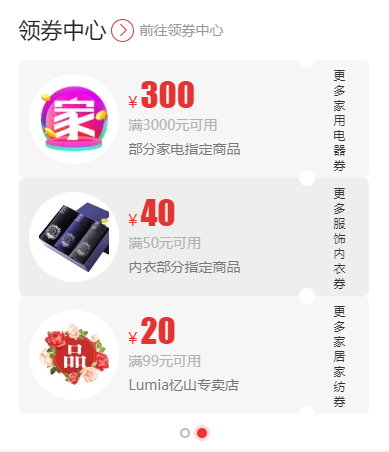 领券中心
前往领券中心
家
¥300
满3000元可用
部分家电指定商品
更多家用电器券
¥40
满50元可用
内衣部分指定商品
更多服饰内衣券
品
¥20
满99元可用
Lumia忆山专卖店
更多家居家纺券